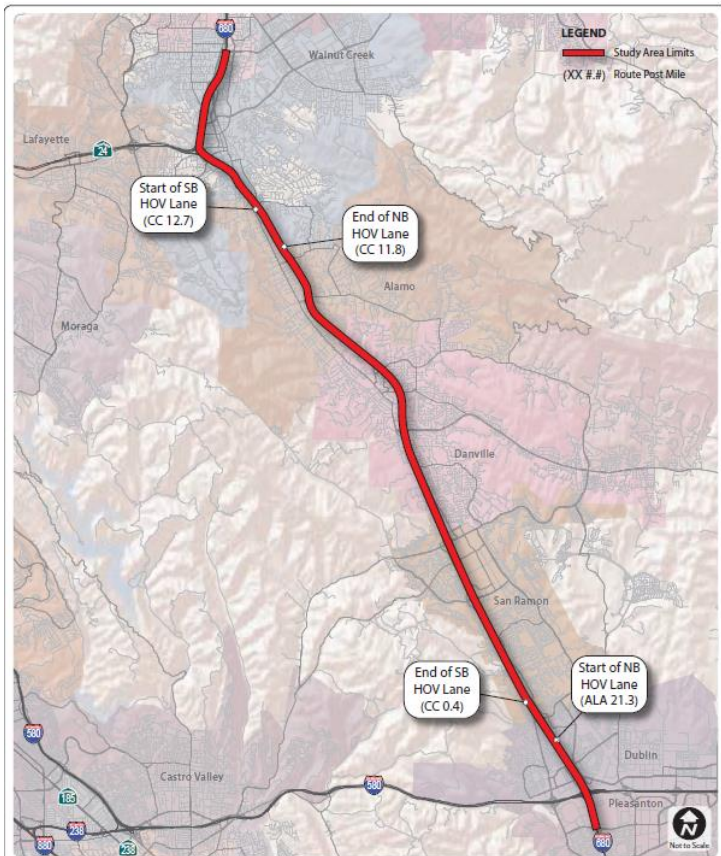 680
Walnut Creek
LEGEND
Study Area Limits
(XX #.#) Route Post Mile
Lafayette
24
Start of SB
HOV Lane
(CC 12.7)
End of NB
HOV Lane
(CC 11.8)
Alamo
Moraga
Danville
San Ramon
End of SB
HOV Lane
(CC 0.4)
Start of NB
HOV Lane
(ALA 21.3)
580
Dublin
Castro Valley
580
185
Pleasanton
238
880
238
680
Not to Scale